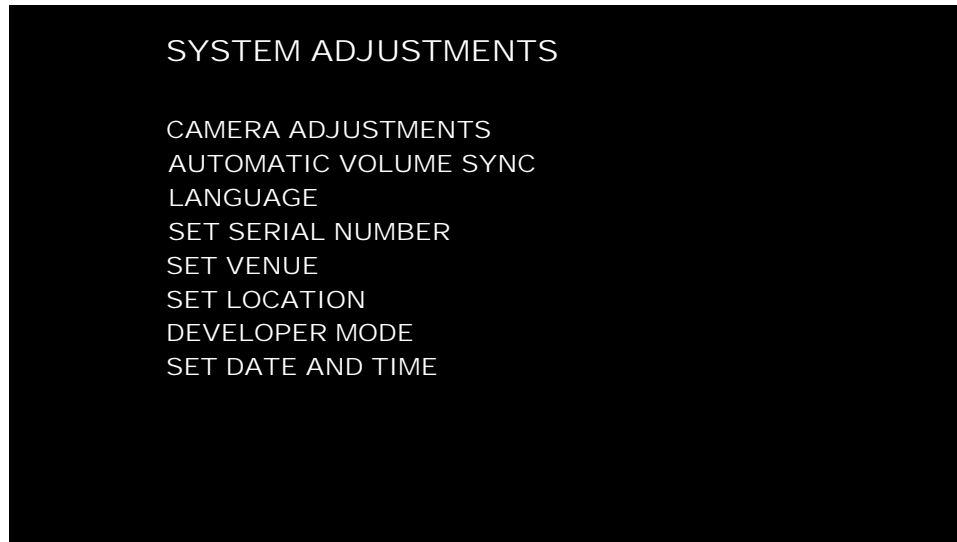 SYSTEM ADJUSTMENTS
CAMERA ADJUSTMENTS
AUTOMATIC VOLUME SYNC
LANGUAGE
SET SERIAL NUMBER
SET VENUE
SET LOCATION
DEVELOPER MODE
SET DATE AND TIME